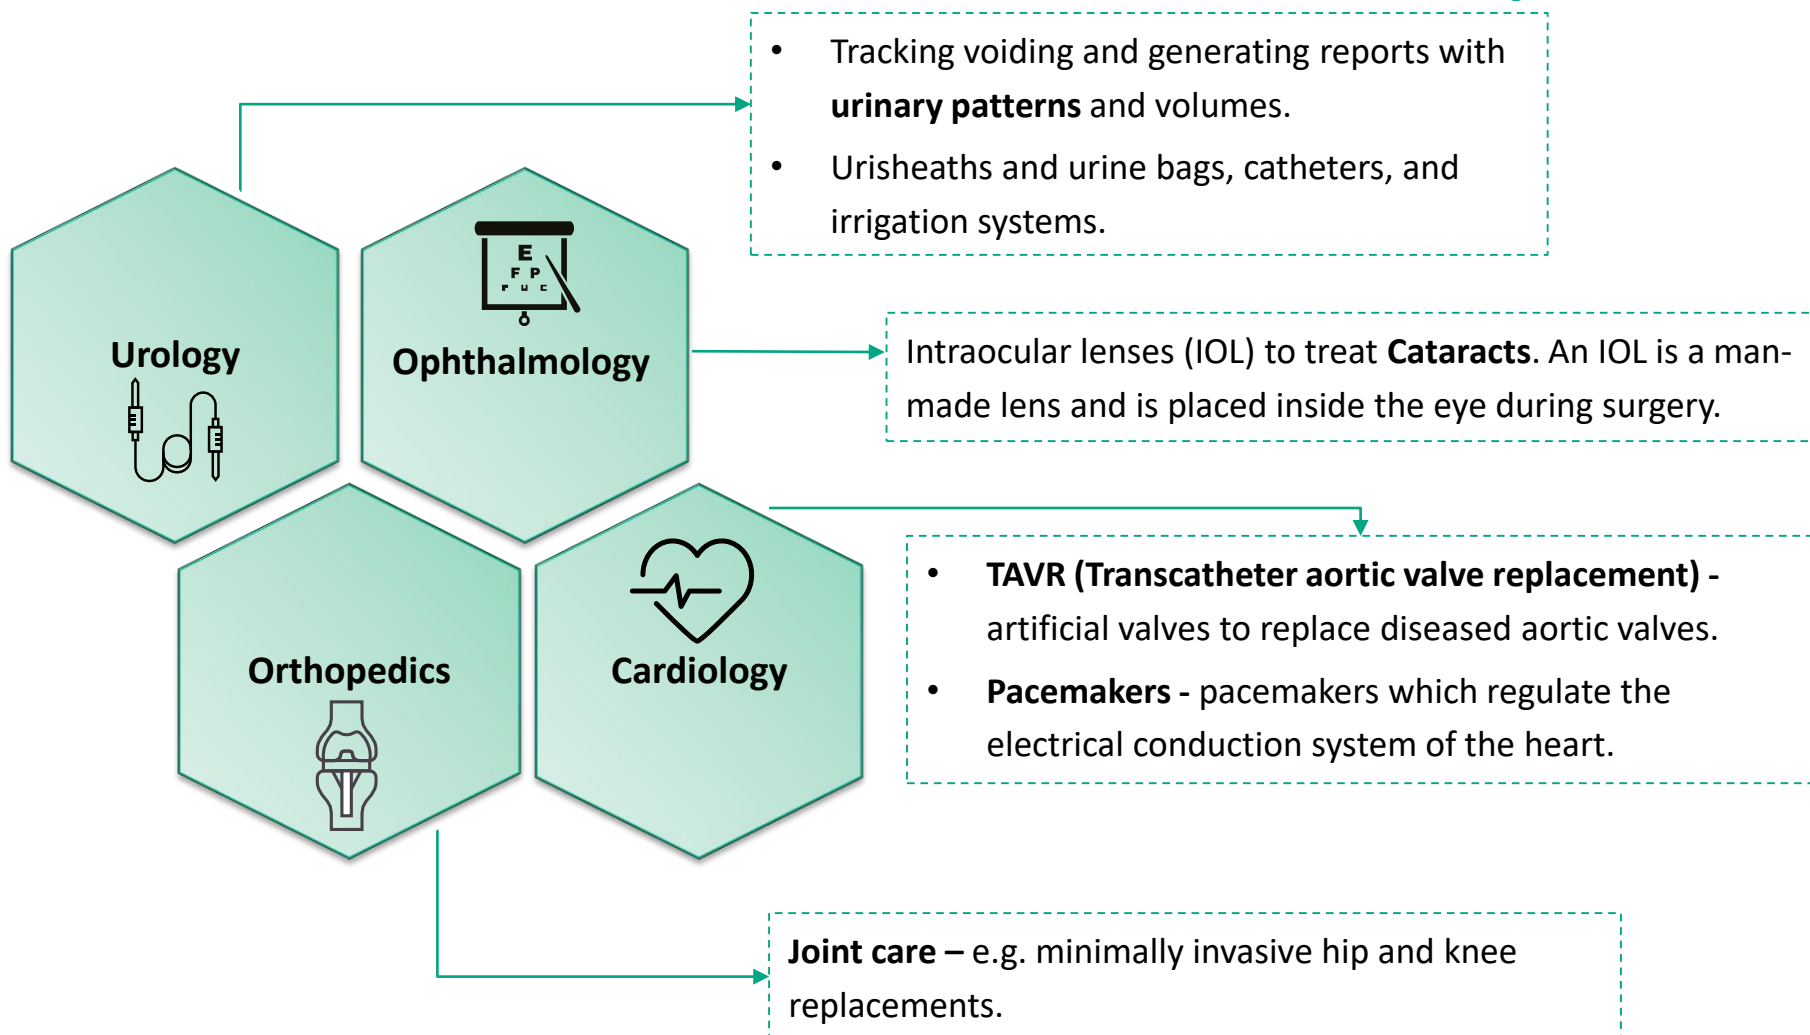 • Tracking voiding and generating reports with
urinary patterns and volumes.
• Urisheaths and urine bags, catheters, and
irrigation systems.
Urology
E
F P
Ophthalmology
Intraocular lenses (IOL) to treat Cataracts. An IOL is a man-
made lens and is placed inside the eye during surgery.
• TAVR (Transcatheter aortic valve replacement) -
artificial valves to replace diseased aortic valves.
• Pacemakers - pacemakers which regulate the
electrical conduction system of the heart.
Orthopedics
Cardiology
Joint care – e.g. minimally invasive hip and knee
replacements.